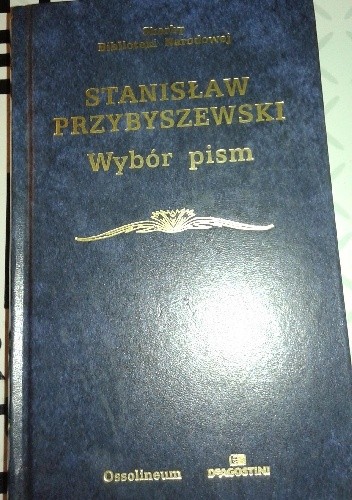 Skarby
Biblioteki Narodowej
STANISŁAW
PRZYBYSZEWSKI
Wybór pism
Ossolineum
DeAGOSTINI